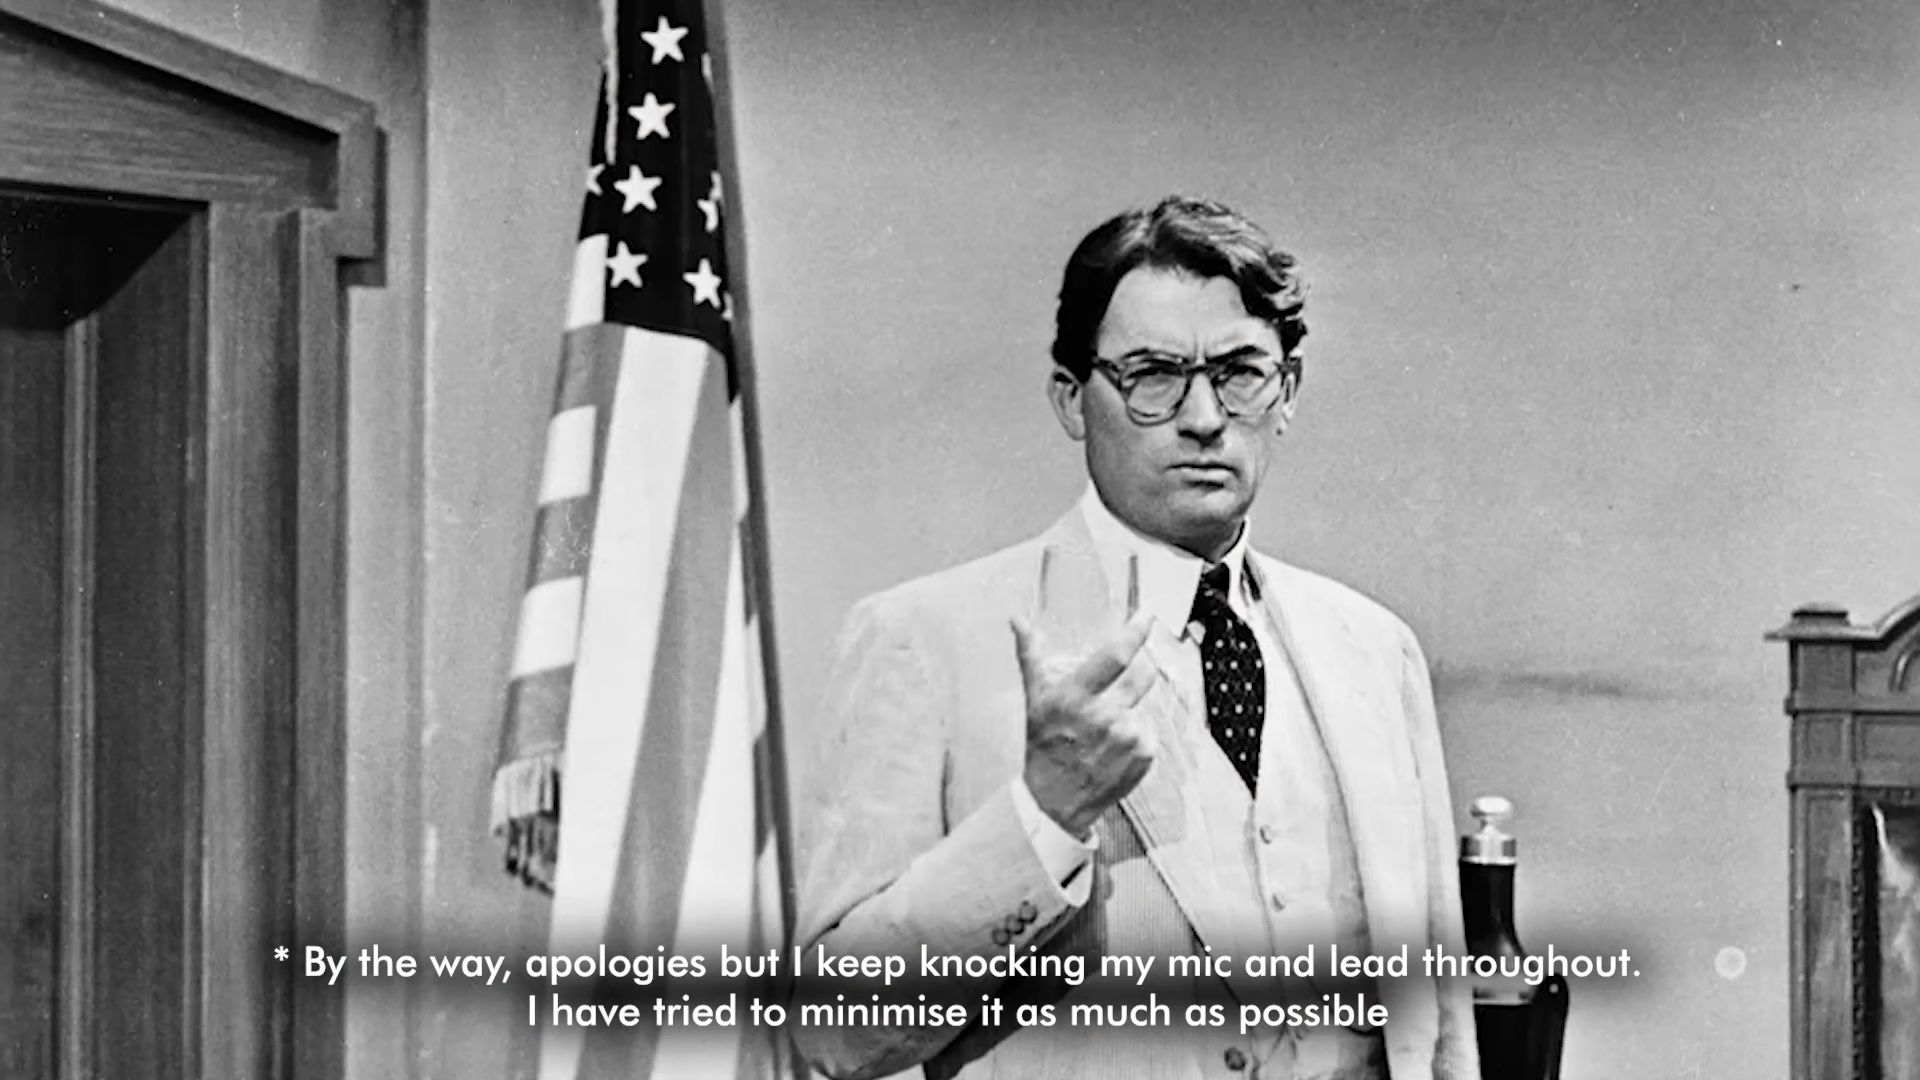 * By the way, apologies but I keep knocking my mic and lead throughout.
I have tried to minimise it as much as possible